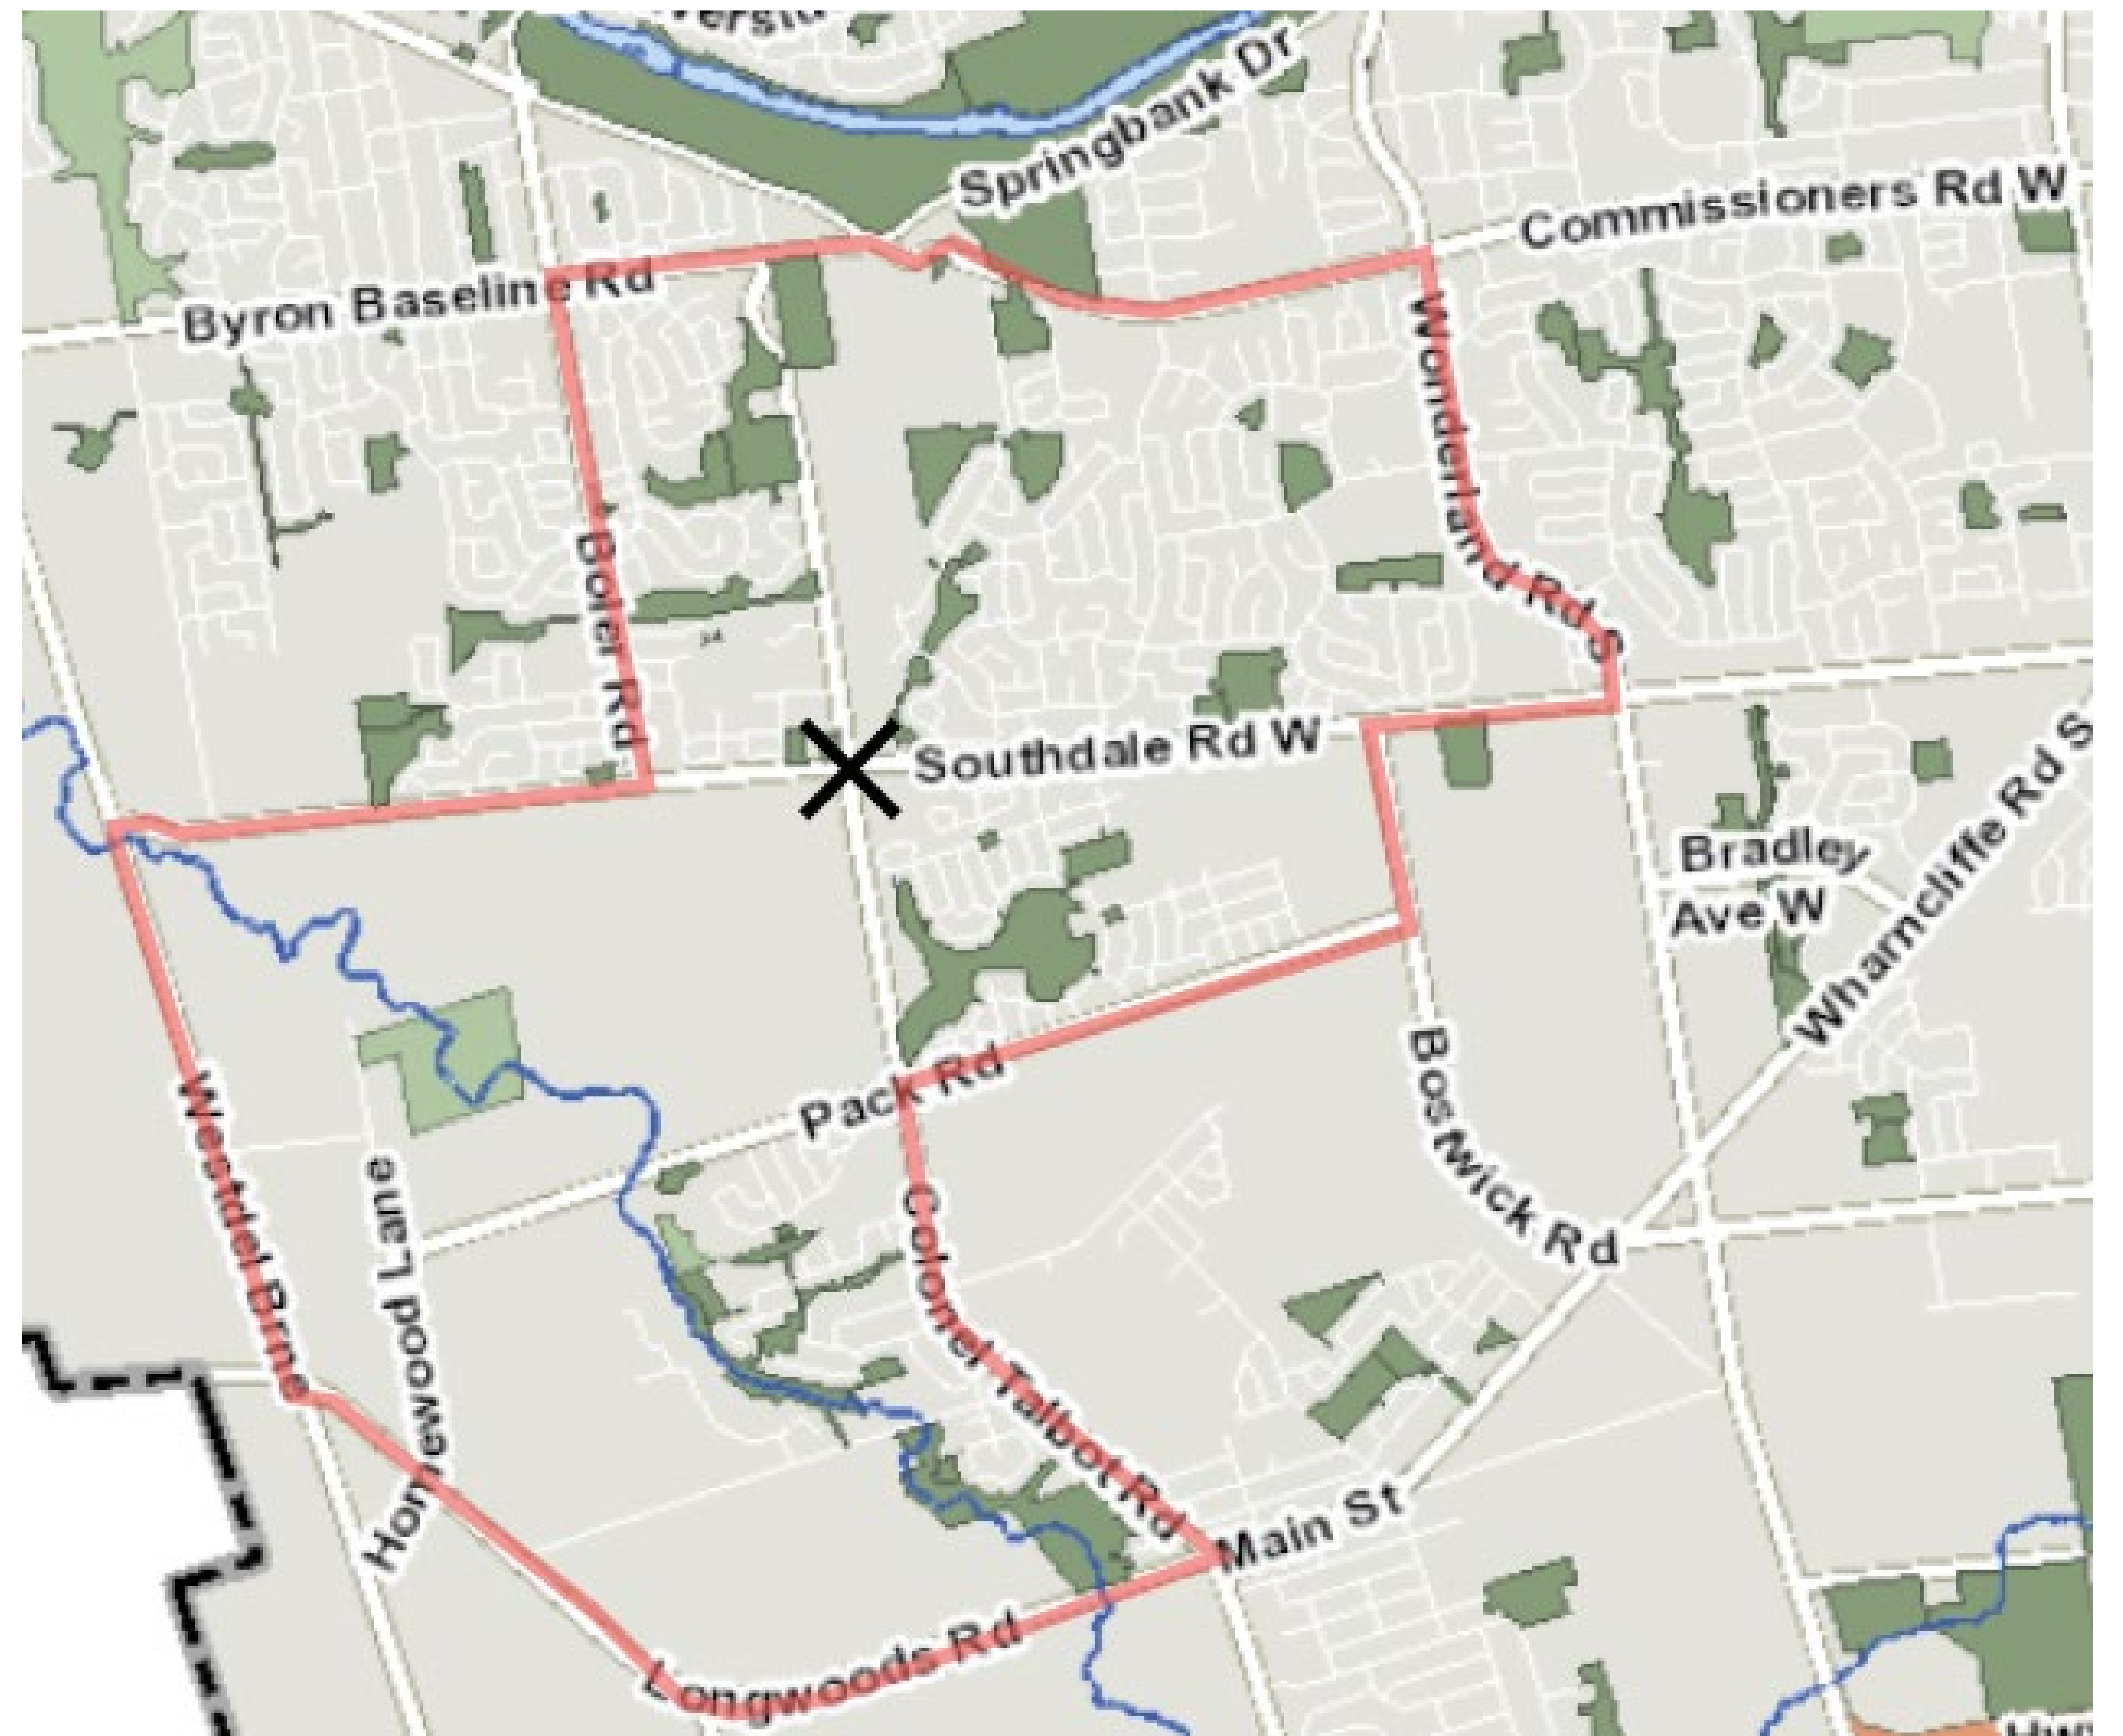 Springbank Dr
Commissioners Rd W
Byron Baseline Rd
Wonderland Rd S
Boler Rd
Southdale Rd W
Bradley
Ave W
Wharncliffe Rd S
Pack Rd
Bostwick Rd
Westdel Brne
Homewood Lane
Colonel Talbot Rd
Main St
Longwoods Rd